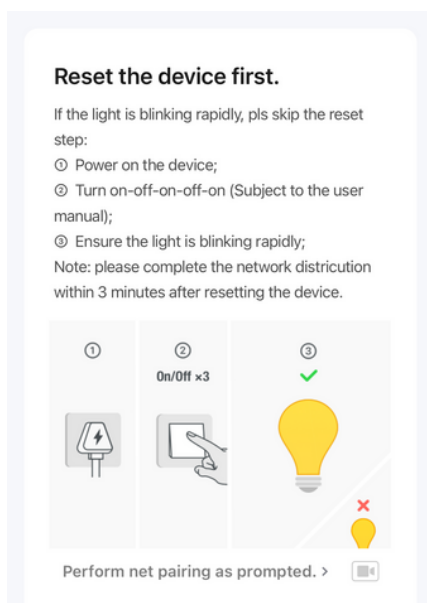 Reset the device first.
If the light is blinking rapidly, pls skip the reset
step:
① Power on the device;
② Turn on-off-on-off-on (Subject to the user
manual);
③ Ensure the light is blinking rapidly;
Note: please complete the network districution
within 3 minutes after resetting the device.
① ② ③
On/Off ×3
Perform net pairing as prompted. >